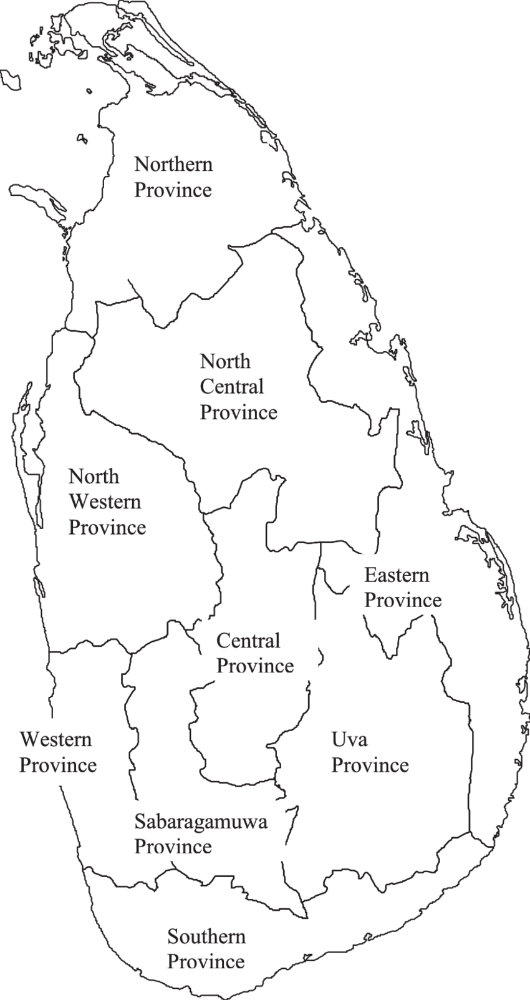 Northern
Province
North
Central
Province
North
Western
Province
Eastern
Province
Central
Province
Western
Province
Uva
Province
Sabaragamuwa
Province
Southern
Province